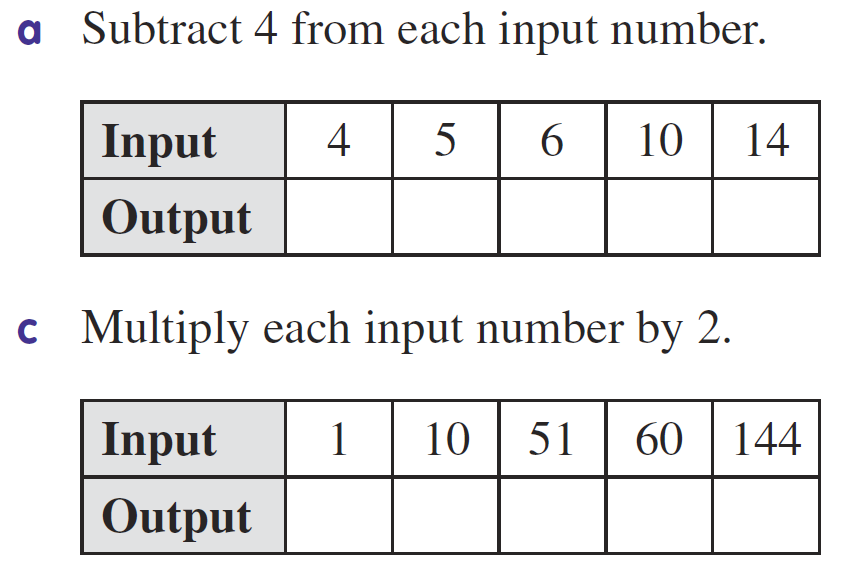 a Subtract 4 from each input number.
Input 4 5 6 10 14
Output
c Multiply each input number by 2.
Input 1 10 51 60 144
Output